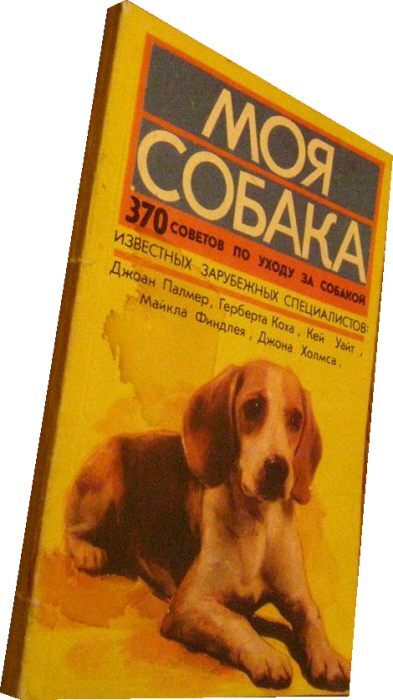 МОЯ
СОБАКА
370 СОВЕТОВ ПО УХОДУ ЗА СОБАКОЙ
ИЗВЕСТНЫХ ЗАРУБЕЖНЫХ СПЕЦИАЛИСТОВ:
Джоан Палмер, Герберта Коха, Кей Уайт,
Майкла Финдлея, Джона Холмса.